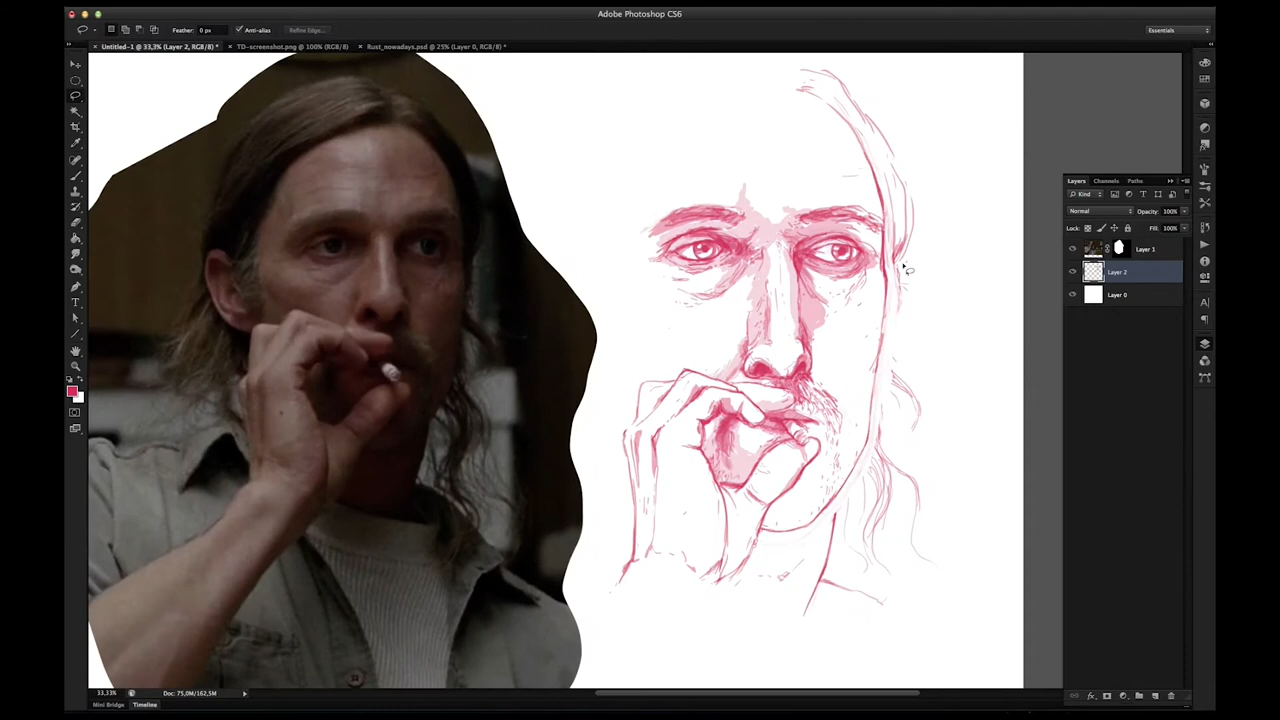 Adobe Photoshop CS6
Feather: 0 px Anti-alias Refine Edge... Essentials
Untitled-1 @ 33,3% (Layer 2, RGB/8) * TD-screenshot.png @ 100% (RGB/8) Rust_nowadays.psd @ 25% (Layer 0, RGB/8) *
Layers Channels Paths
Kind
Normal Opacity: 100%
Lock: Fill: 100%
Layer 1
Layer 2
Layer 0
33,33% Doc: 75,0M/162,5M
Mini Bridge Timeline